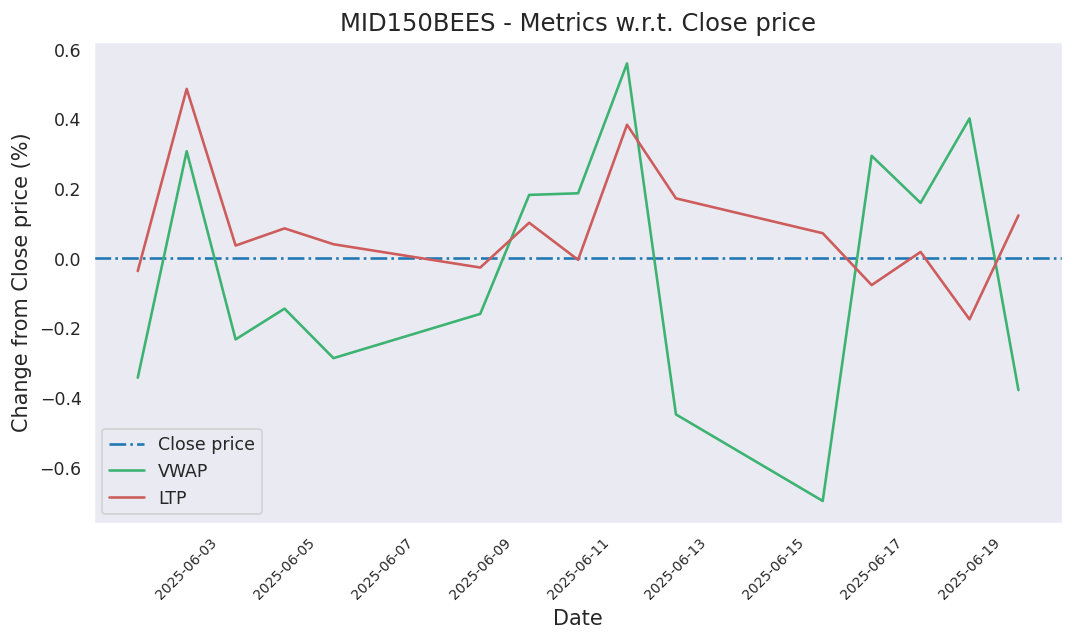 MID150BEES - Metrics w.r.t. Close price
Change from Close price (%)
0.6
0.4
0.2
0.0
−0.2
−0.4
−0.6
Close price
VWAP
LTP
2025-06-03
2025-06-05
2025-06-07
2025-06-09
2025-06-11
2025-06-13
2025-06-15
2025-06-17
2025-06-19
Date